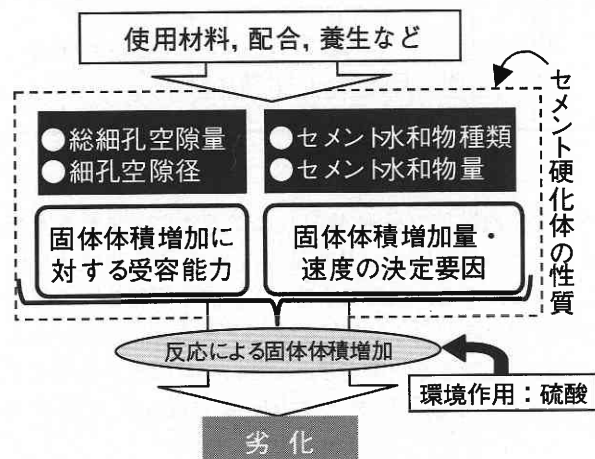 使用材料, 配合, 養生など
セメント硬化体の性質
●総細孔空隙量
●細孔空隙径
●セメント水和物種類
●セメント水和物量
固体体積増加に
対する受容能力
固体体積増加量・
速度の決定要因
反応による固体体積増加
環境作用：硫酸
劣化